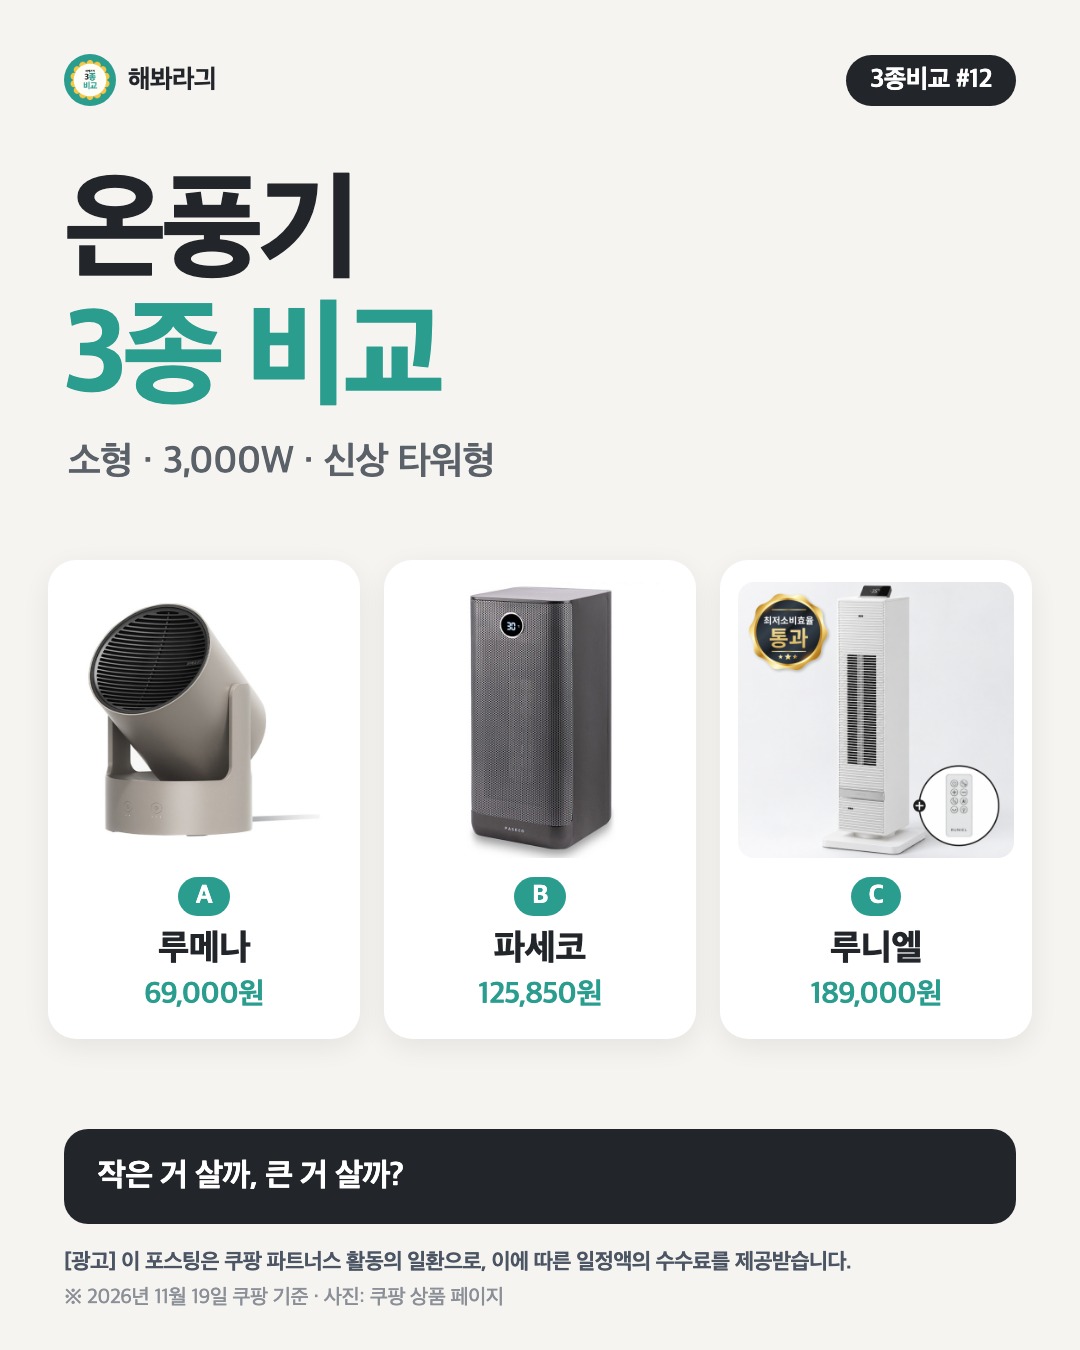 3종
비교
해봐라긔
3종비교 #12
온풍기
3종 비교
소형 · 3,000W · 신상 타워형
최저소비효율
통과
30
A
루메나
69,000원
B
파세코
125,850원
C
루니엘
189,000원
작은 거 살까, 큰 거 살까?
[광고] 이 포스팅은 쿠팡 파트너스 활동의 일환으로, 이에 따른 일정액의 수수료를 제공받습니다.
※ 2026년 11월 19일 쿠팡 기준 · 사진: 쿠팡 상품 페이지